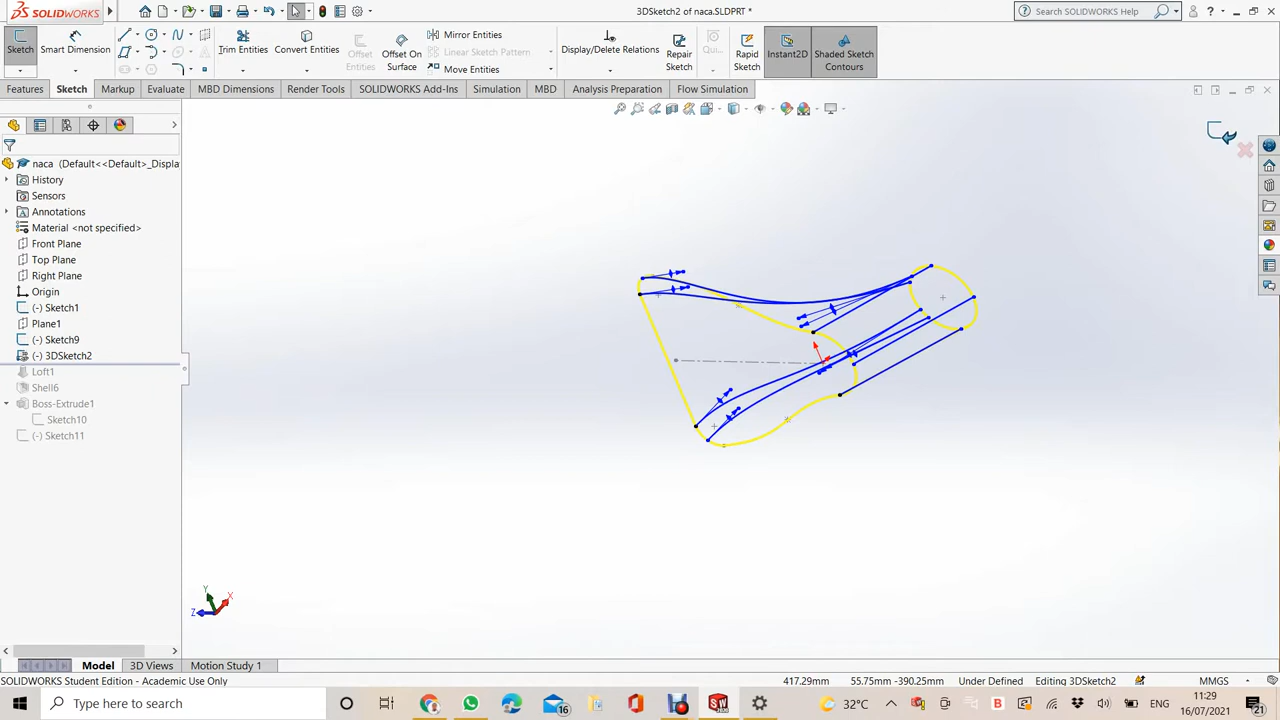 SOLIDWORKS
3DSketch2 of naca.SLDPRT *
Search SOLIDWORKS Help
Sketch
Smart Dimension
Trim Entities
Convert Entities
Offset Entities
Offset On Surface
Mirror Entities
Linear Sketch Pattern
Move Entities
Display/Delete Relations
Repair Sketch
Qui...
Rapid Sketch
Instant2D
Shaded Sketch Contours
Features
Sketch
Markup
Evaluate
MBD Dimensions
Render Tools
SOLIDWORKS Add-Ins
Simulation
MBD
Analysis Preparation
Flow Simulation
naca (Default<<Default>_Displa
History
Sensors
Annotations
Material <not specified>
Front Plane
Top Plane
Right Plane
Origin
(-) Sketch1
Plane1
(-) Sketch9
(-) 3DSketch2
Loft1
Shell6
Boss-Extrude1
Sketch10
(-) Sketch11
Y
X
Z
Model
3D Views
Motion Study 1
SOLIDWORKS Student Edition - Academic Use Only
417.29mm
55.75mm -390.25mm
Under Defined
Editing 3DSketch2
MMGS
Type here to search
16
32°C
ENG
11:29
16/07/2021
21